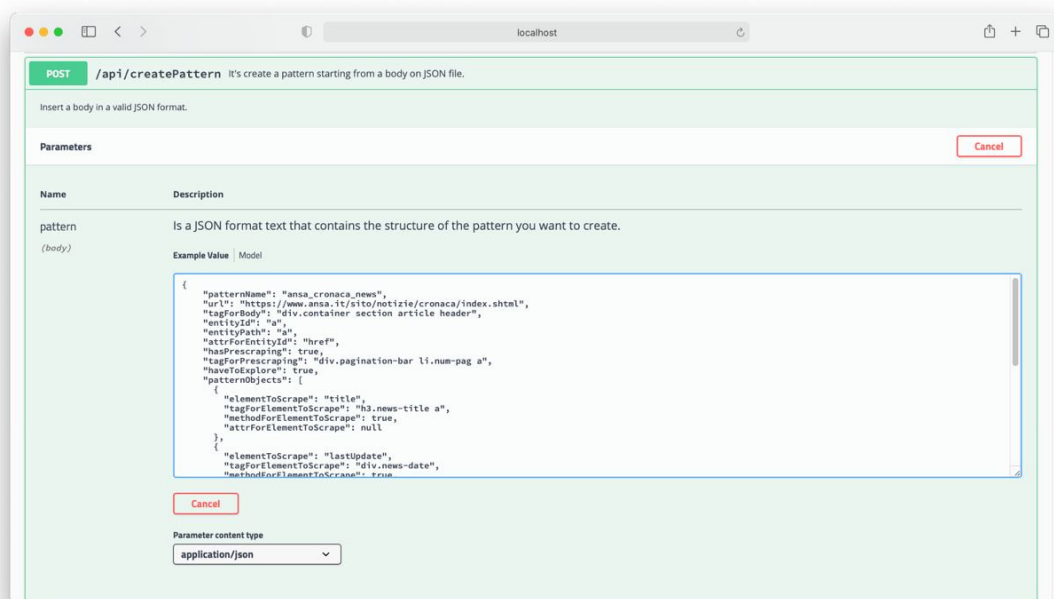 localhost
POST /api/createPattern It's create a pattern starting from a body on JSON file.
Insert a body in a valid JSON format.
Parameters
Cancel
Name Description
pattern Is a JSON format text that contains the structure of the pattern you want to create.
(body)
Example Value Model
{
"patternName": "ansa_cronaca_news",
"url": "https://www.ansa.it/sito/notizie/cronaca/index.shtml",
"tagForBody": "div.container section article header",
"entityId": "a",
"entityPath": "a",
"attrForEntityId": "href",
"hasPrescraping": true,
"tagForPrescraping": "div.pagination-bar li.num-pag a",
"haveToExplore": true,
"patternObjects": [
{
"elementToScrape": "title",
"tagForElementToScrape": "h3.news-title a",
"methodForElementToScrape": true,
"attrForElementToScrape": null
},
{
"elementToScrape": "lastUpdate",
"tagForElementToScrape": "div.news-date",
"methodForElementToScrape": true,
Cancel
Parameter content type
application/json